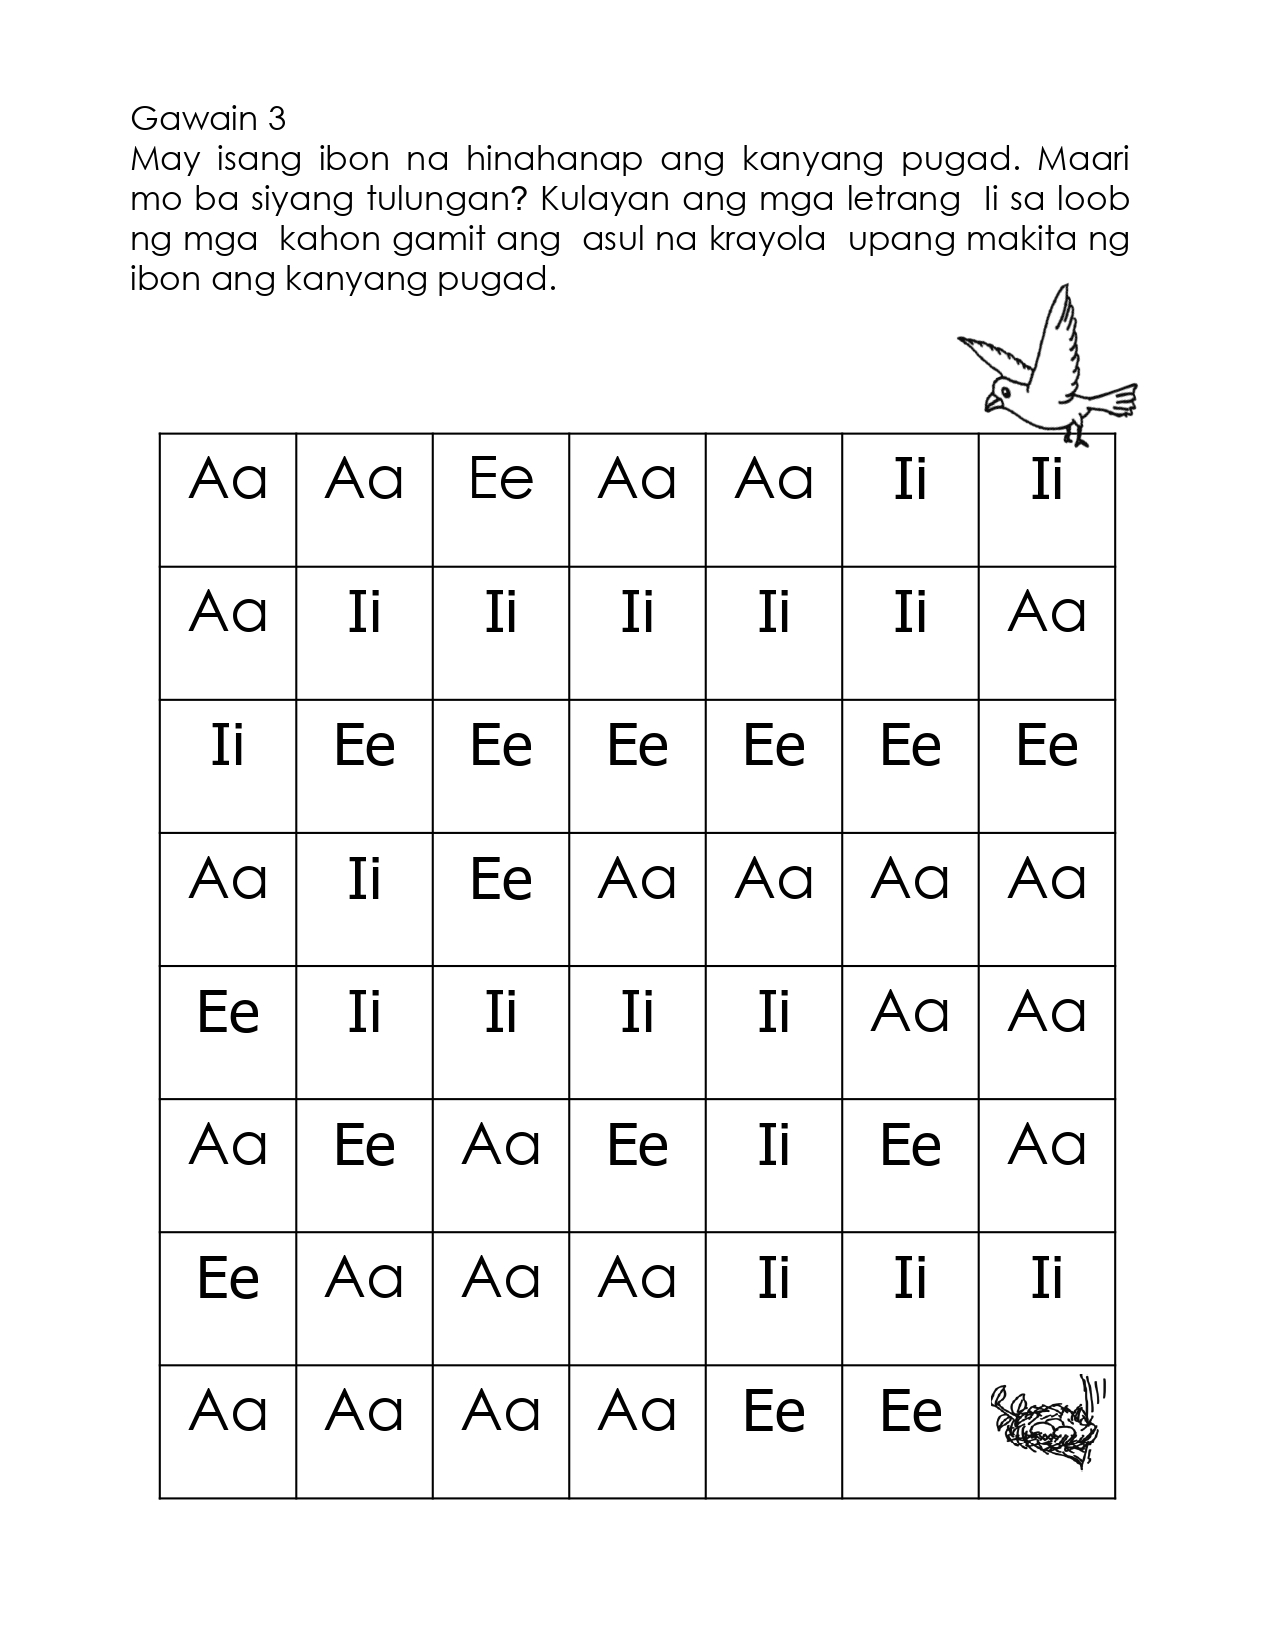 Gawain 3
May isang ibon na hinahanap ang kanyang pugad. Maari
mo ba siyang tulungan? Kulayan ang mga letrang Ii sa loob
ng mga kahon gamit ang asul na krayola upang makita ng
ibon ang kanyang pugad.
Aa Aa Ee Aa Aa Ii Ii
Aa Ii Ii Ii Ii Ii Aa
Ii Ee Ee Ee Ee Ee Ee
Aa Ii Ee Aa Aa Aa Aa
Ee Ii Ii Ii Ii Aa Aa
Aa Ee Aa Ee Ii Ee Aa
Ee Aa Aa Aa Ii Ii Ii
Aa Aa Aa Aa Ee Ee